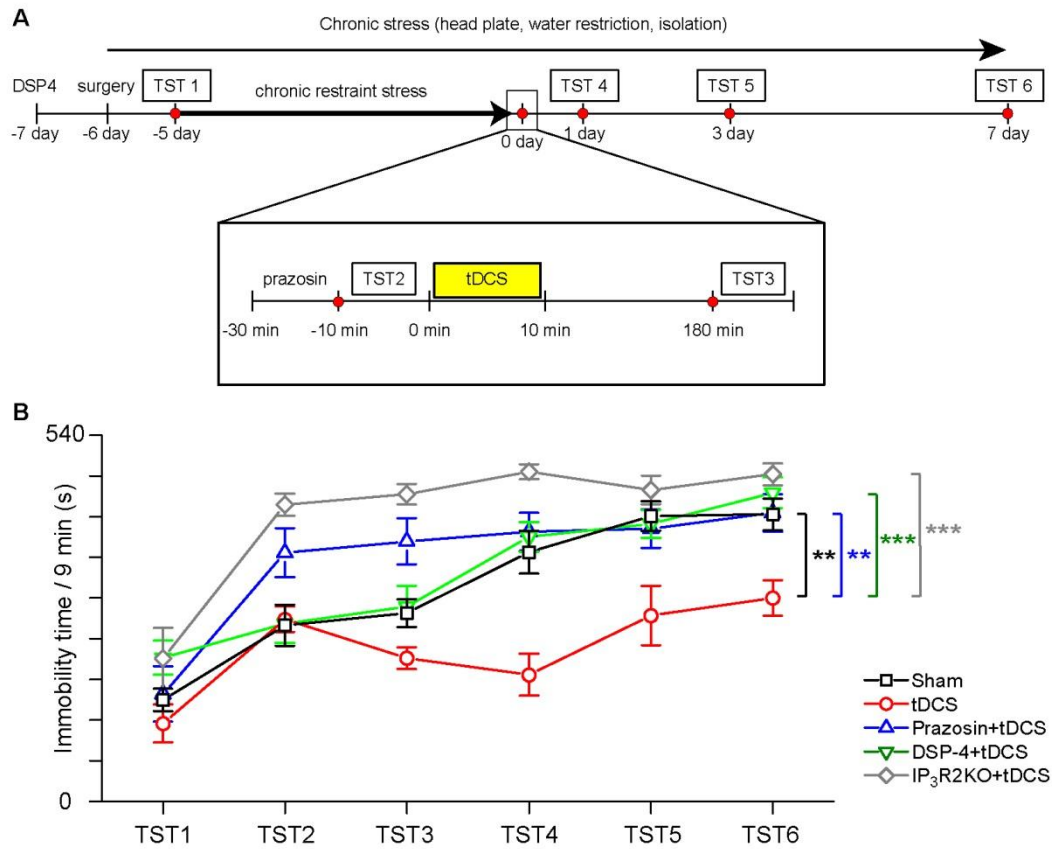 A
Chronic stress (head plate, water restriction, isolation)
DSP4 surgery TST 1 chronic restraint stress TST 4 TST 5 TST 6
-7 day -6 day -5 day 0 day 1 day 3 day 7 day
prazosin TST2 tDCS TST3
-30 min -10 min 0 min 10 min 180 min
B
540
Immobility time / 9 min (s)
0
** ** *** ***
Sham
tDCS
Prazosin+tDCS
DSP-4+tDCS
IP₃R2KO+tDCS
TST1 TST2 TST3 TST4 TST5 TST6